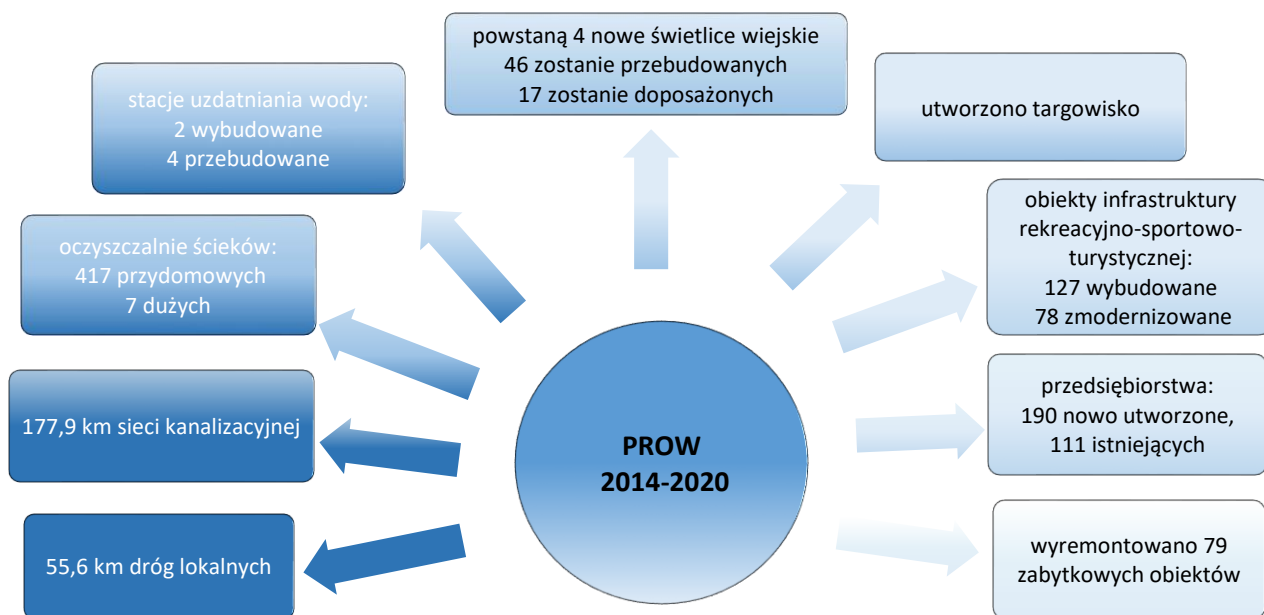 powstaną 4 nowe świetlice wiejskie
46 zostanie przebudowanych
17 zostanie doposażonych
stacje uzdatniania wody:
2 wybudowane
4 przebudowane
utworzono targowisko
oczyszczalnie ścieków:
417 przydomowych
7 dużych
obiekty infrastruktury
rekreacyjno-sportowo-
turystycznej:
127 wybudowane
78 zmodernizowane
177,9 km sieci kanalizacyjnej
przedsiębiorstwa:
190 nowo utworzone,
111 istniejących
PROW
2014-2020
55,6 km dróg lokalnych
wyremontowano 79
zabytkowych obiektów